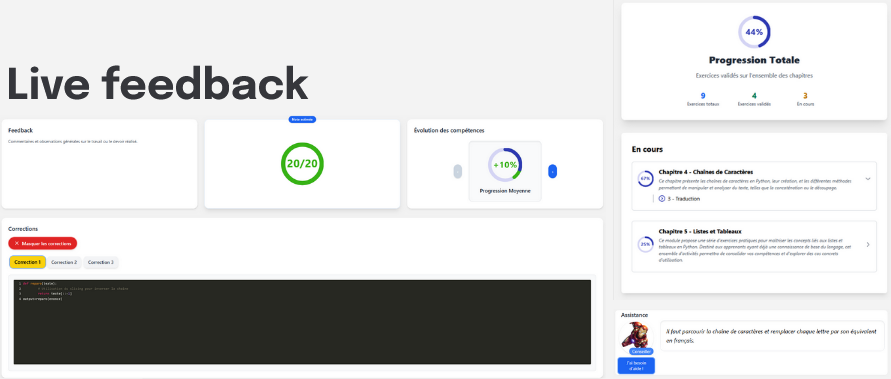 Live feedback
Feedback
Commentaires et observations générales sur le travail ou le devoir réalisé.
20/20
Évolution des compétences
+10%
Progression Moyenne
Corrections
✕ Masquer les corrections
Correction 1
Correction 2
Correction 3
44%
Progression Totale
Exercices validés sur l'ensemble des chapitres
9
4
3
Exercices totaux
Exercices validés
En cours
En cours
67%
Chapitre 4 - Chaînes de Caractères
Ce chapitre présente les chaînes de caractères en Python, leur création, et les différentes méthodes
permettant de manipuler et analyser du texte, telles que la concaténation ou le découpage.
3 - Traduction
25%
Chapitre 5 - Listes et Tableaux
Ce module propose une série d'exercices pratiques pour maîtriser les concepts liés aux listes et
tableaux en Python. Destiné aux apprenants ayant déjà une connaissance de base du langage, cet
ensemble d'activités permettra de consolider vos compétences et d'explorer des cas concrets
d'utilisation.
Assistance
Conseiller
J'ai besoin
d'aide !
Il faut parcourir la chaîne de caractères et remplacer chaque lettre par son équivalent
en français.